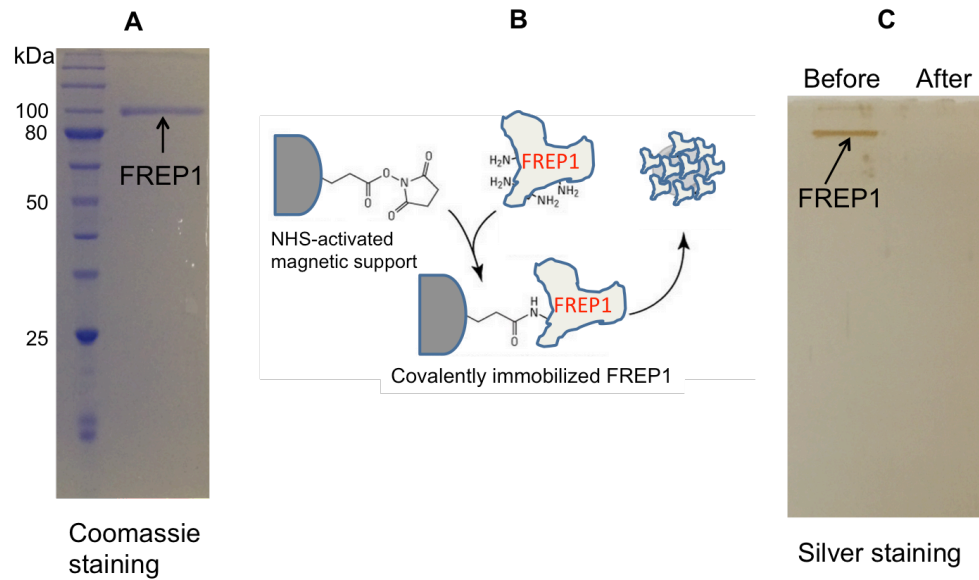 A
kDa
100
80
50
25
FREP1
Coomassie
staining
B
H₂N
FREP1
H₂N
NH₂
NH₂
O
O
N
O
O
NHS-activated
magnetic support
H
N
O
FREP1
Covalently immobilized FREP1
C
Before After
FREP1
Silver staining